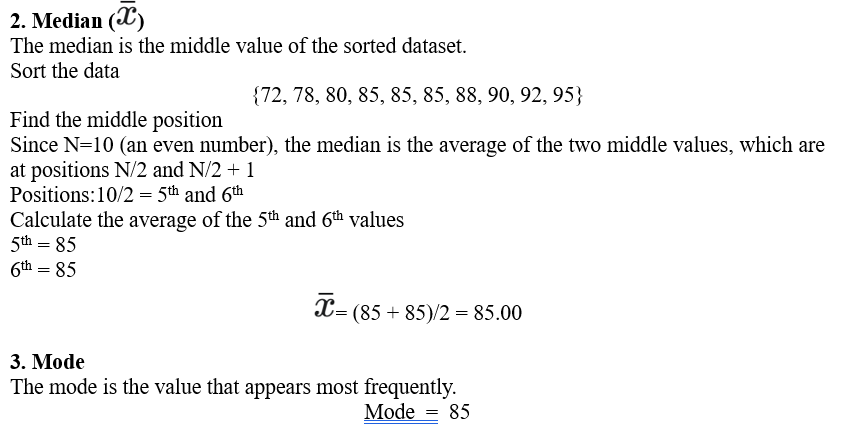 2. Median (x̅)
The median is the middle value of the sorted dataset.
Sort the data
{72, 78, 80, 85, 85, 85, 88, 90, 92, 95}
Find the middle position
Since N=10 (an even number), the median is the average of the two middle values, which are
at positions N/2 and N/2 + 1
Positions:10/2 = 5th and 6th
Calculate the average of the 5th and 6th values
5th = 85
6th = 85
x̅= (85 + 85)/2 = 85.00
3. Mode
The mode is the value that appears most frequently.
Mode = 85